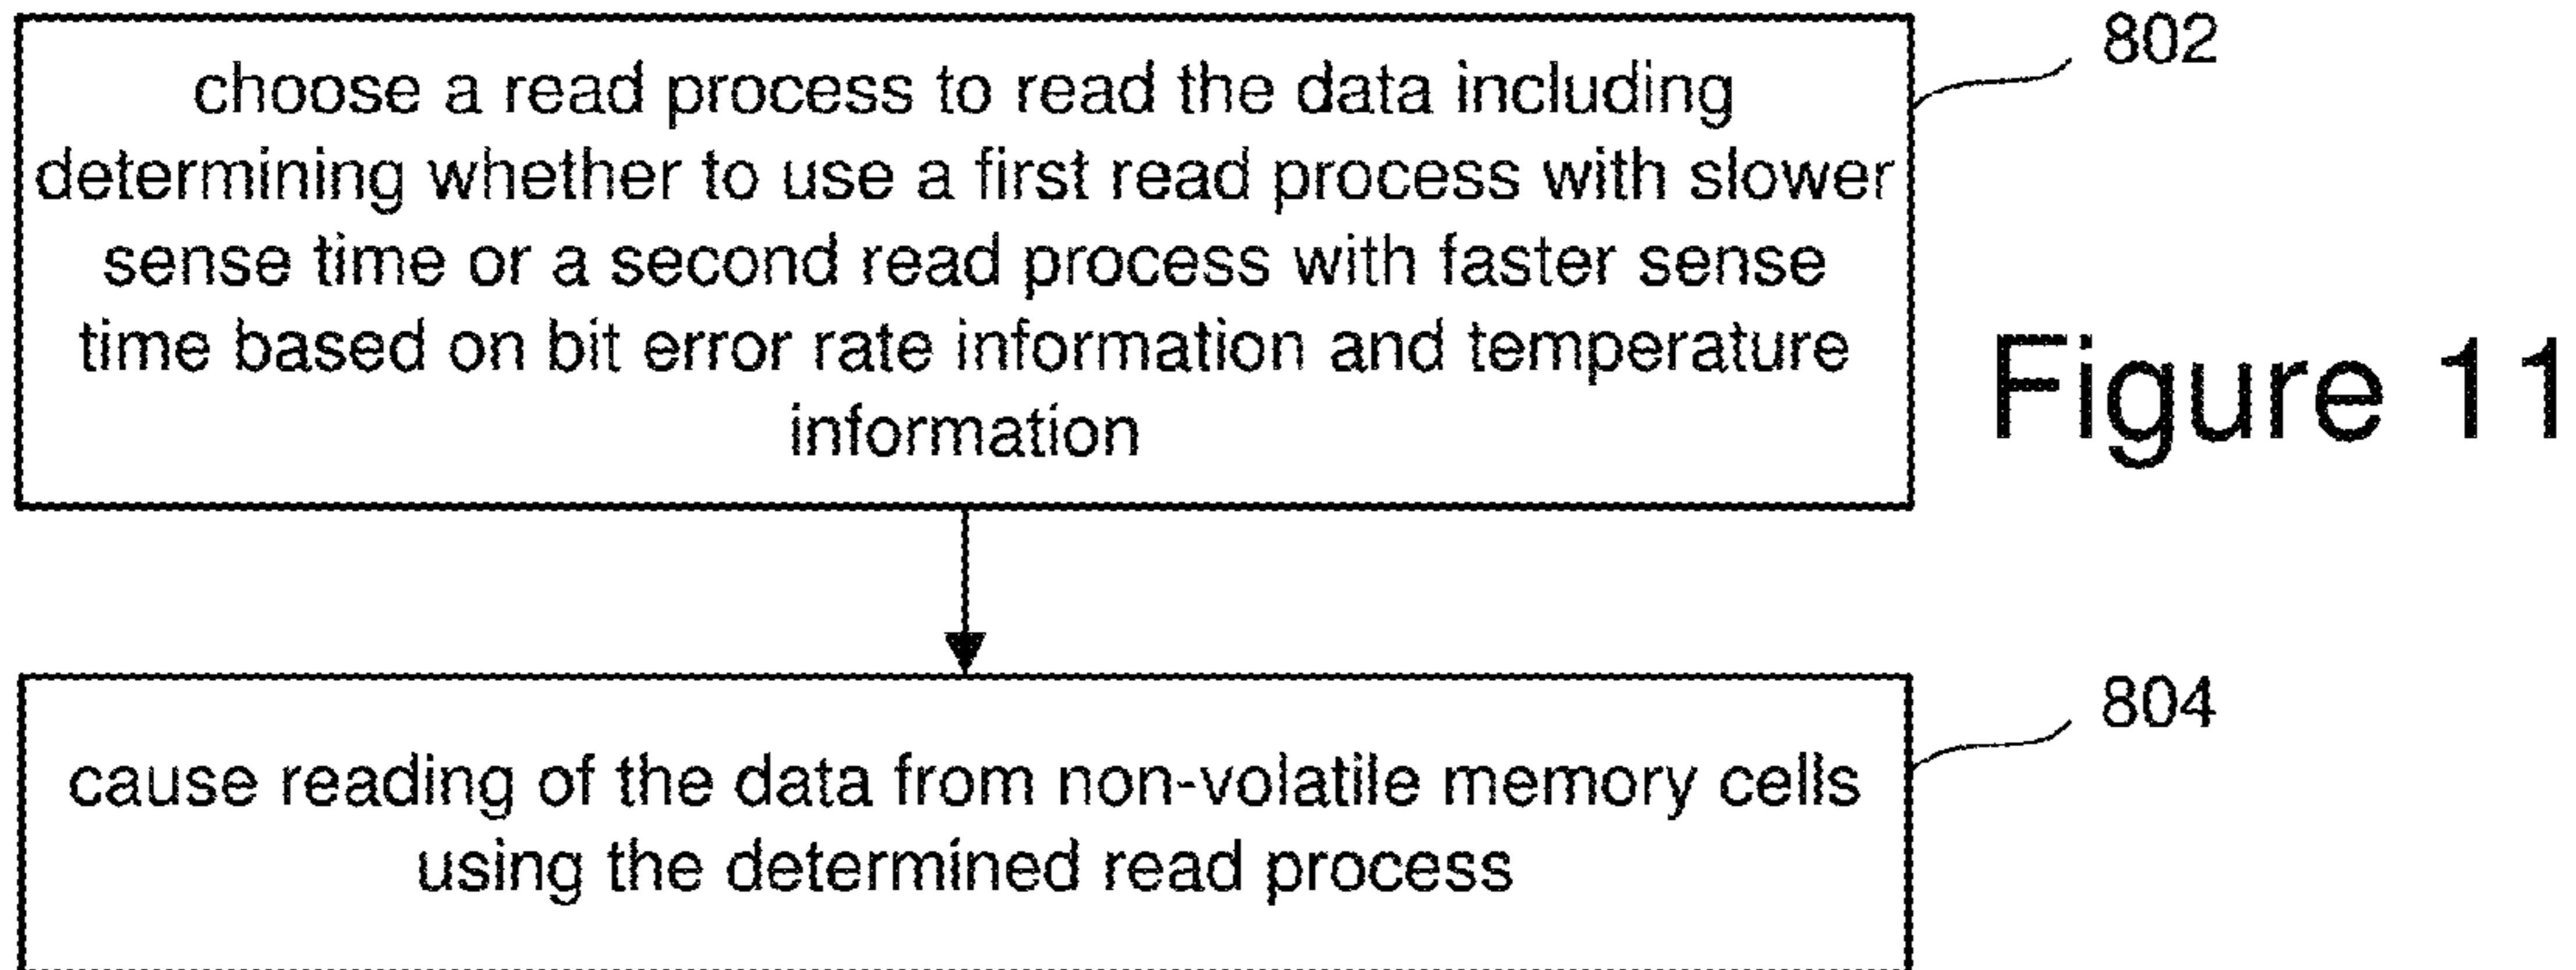 802
choose a read process to read the data including
determining whether to use a first read process with slower
sense time or a second read process with faster sense
time based on bit error rate information and temperature
information
Figure 11
804
cause reading of the data from non-volatile memory cells
using the determined read process